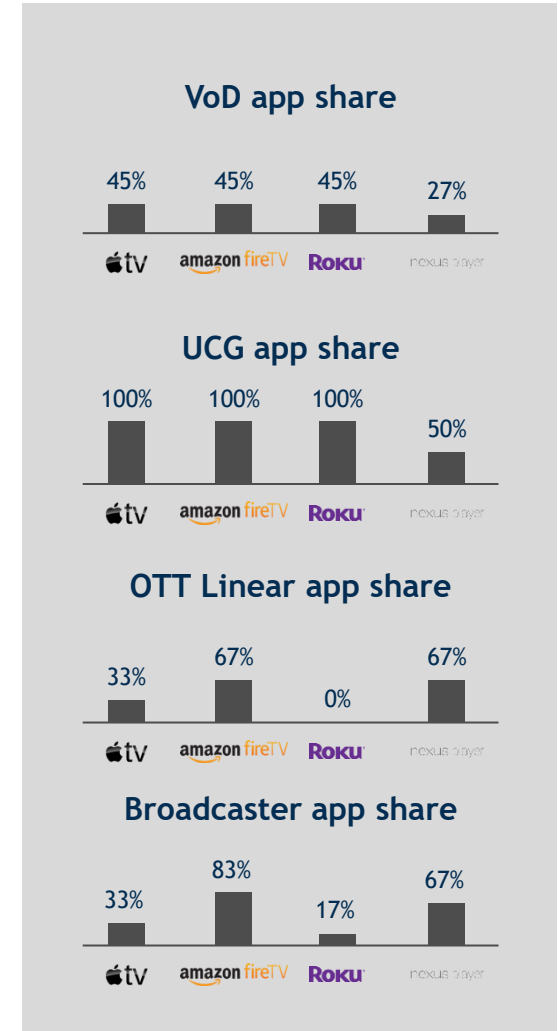 VoD app share
45% 45% 45% 27%
tv amazon fireTV ROKU nexus player
UCG app share
100% 100% 100% 50%
tv amazon fireTV ROKU nexus player
OTT Linear app share
33% 67% 0% 67%
tv amazon fireTV ROKU nexus player
Broadcaster app share
33% 83% 17% 67%
tv amazon fireTV ROKU nexus player